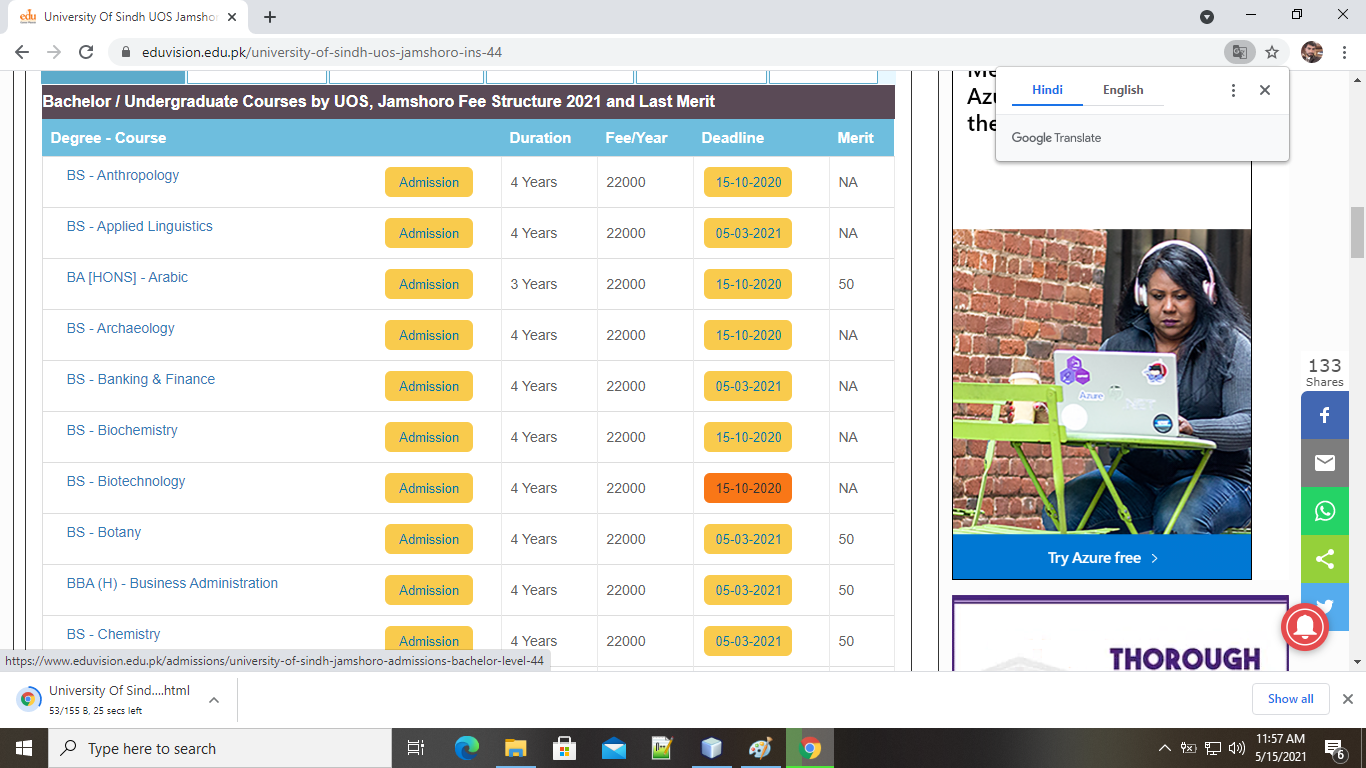 University Of Sindh UOS Jamshor
eduvision.edu.pk/university-of-sindh-uos-jamshoro-ins-44
Hindi English
Google Translate
Bachelor / Undergraduate Courses by UOS, Jamshoro Fee Structure 2021 and Last Merit
Degree - Course Duration Fee/Year Deadline Merit
BS - Anthropology Admission 4 Years 22000 15-10-2020 NA
BS - Applied Linguistics Admission 4 Years 22000 05-03-2021 NA
BA [HONS] - Arabic Admission 3 Years 22000 15-10-2020 50
BS - Archaeology Admission 4 Years 22000 15-10-2020 NA
BS - Banking & Finance Admission 4 Years 22000 05-03-2021 NA
BS - Biochemistry Admission 4 Years 22000 15-10-2020 NA
BS - Biotechnology Admission 4 Years 22000 15-10-2020 NA
BS - Botany Admission 4 Years 22000 05-03-2021 50
BBA (H) - Business Administration Admission 4 Years 22000 05-03-2021 50
BS - Chemistry Admission 4 Years 22000 05-03-2021 50
https://www.eduvision.edu.pk/admissions/university-of-sindh-jamshoro-admissions-bachelor-level-44
the
Azure
Try Azure free >
THOROUGH
133
Shares
University Of Sind....html
53/155 B, 25 secs left
Show all
Type here to search
11:57 AM
5/15/2021
6